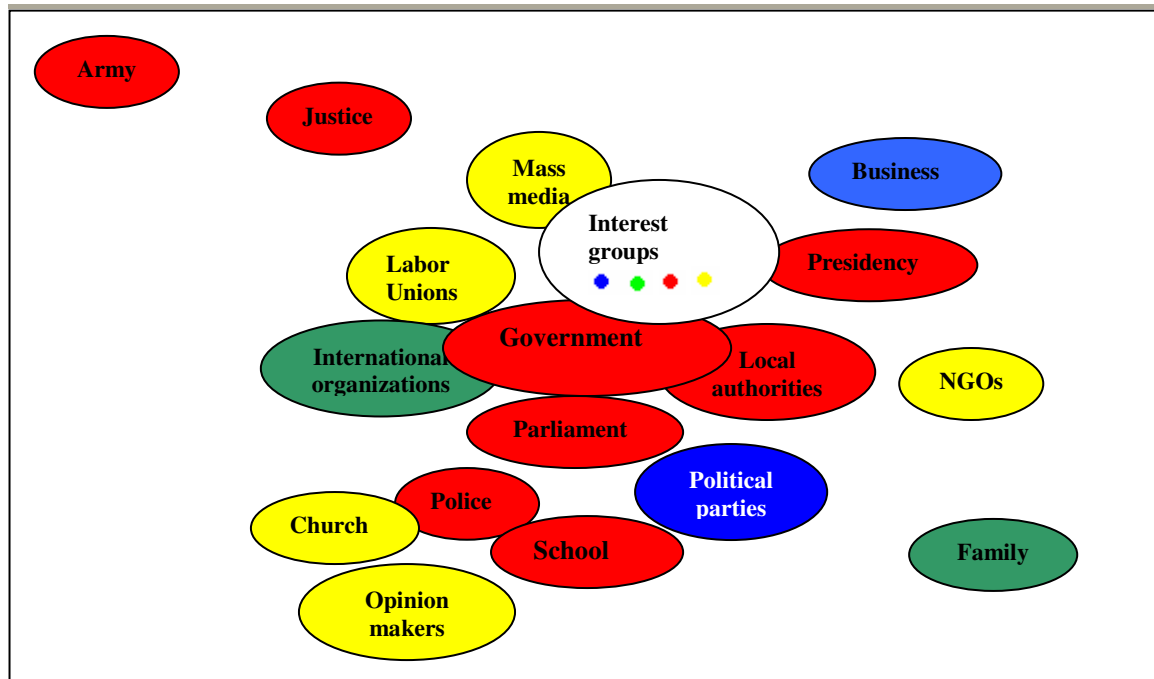 Army
Justice
Mass
media
Business
Interest
groups
Presidency
Labor
Unions
Government
International
organizations
Local
authorities
NGOs
Parliament
Political
parties
Police
Church
School
Family
Opinion
makers